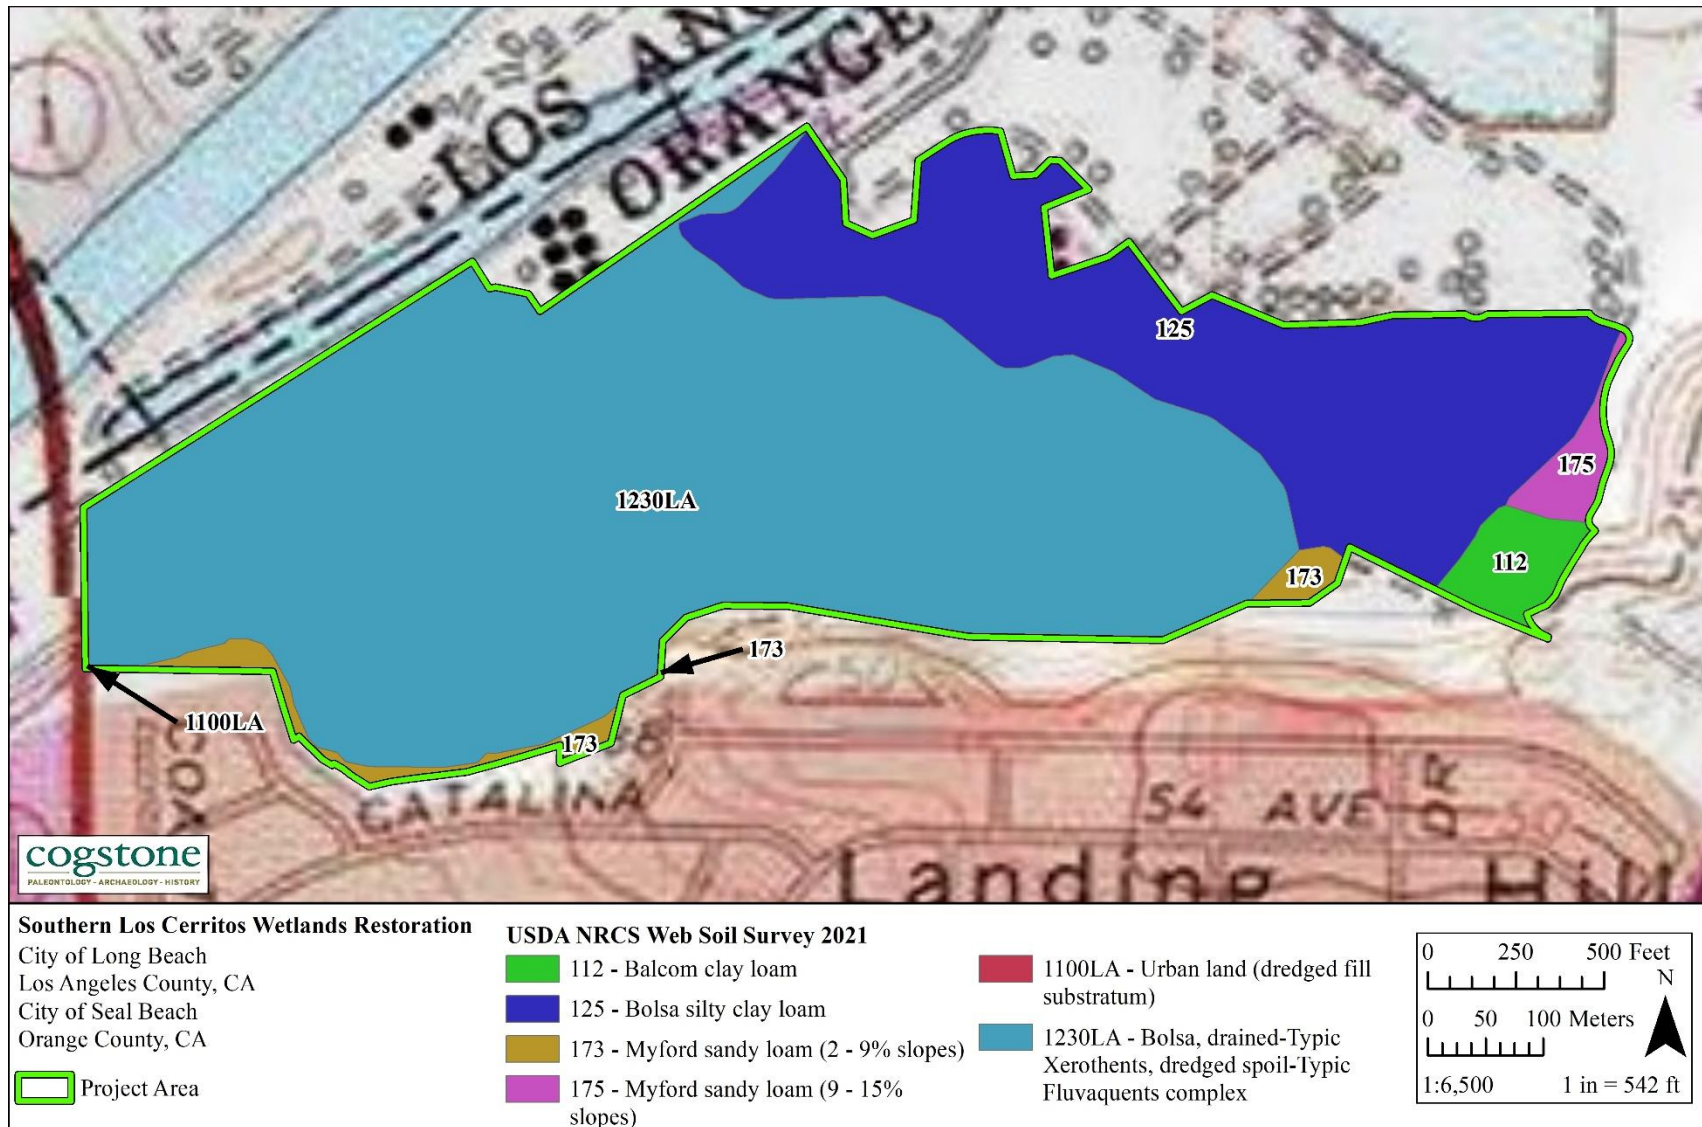 LOS ANG
ORANGE
125
175
1230LA
112
173
173
1100LA
173
CATALINA
54 AVE
DR
50
Landing Hill
cogstone
PALEONTOLOGY - ARCHAEOLOGY - HISTORY
Southern Los Cerritos Wetlands Restoration
City of Long Beach
Los Angeles County, CA
City of Seal Beach
Orange County, CA
Project Area
USDA NRCS Web Soil Survey 2021
112 - Balcom clay loam
125 - Bolsa silty clay loam
173 - Myford sandy loam (2 - 9% slopes)
175 - Myford sandy loam (9 - 15%
slopes)
1100LA - Urban land (dredged fill
substratum)
1230LA - Bolsa, drained-Typic
Xerothents, dredged spoil-Typic
Fluvaquents complex
0 250 500 Feet
N
0 50 100 Meters
1:6,500 1 in = 542 ft